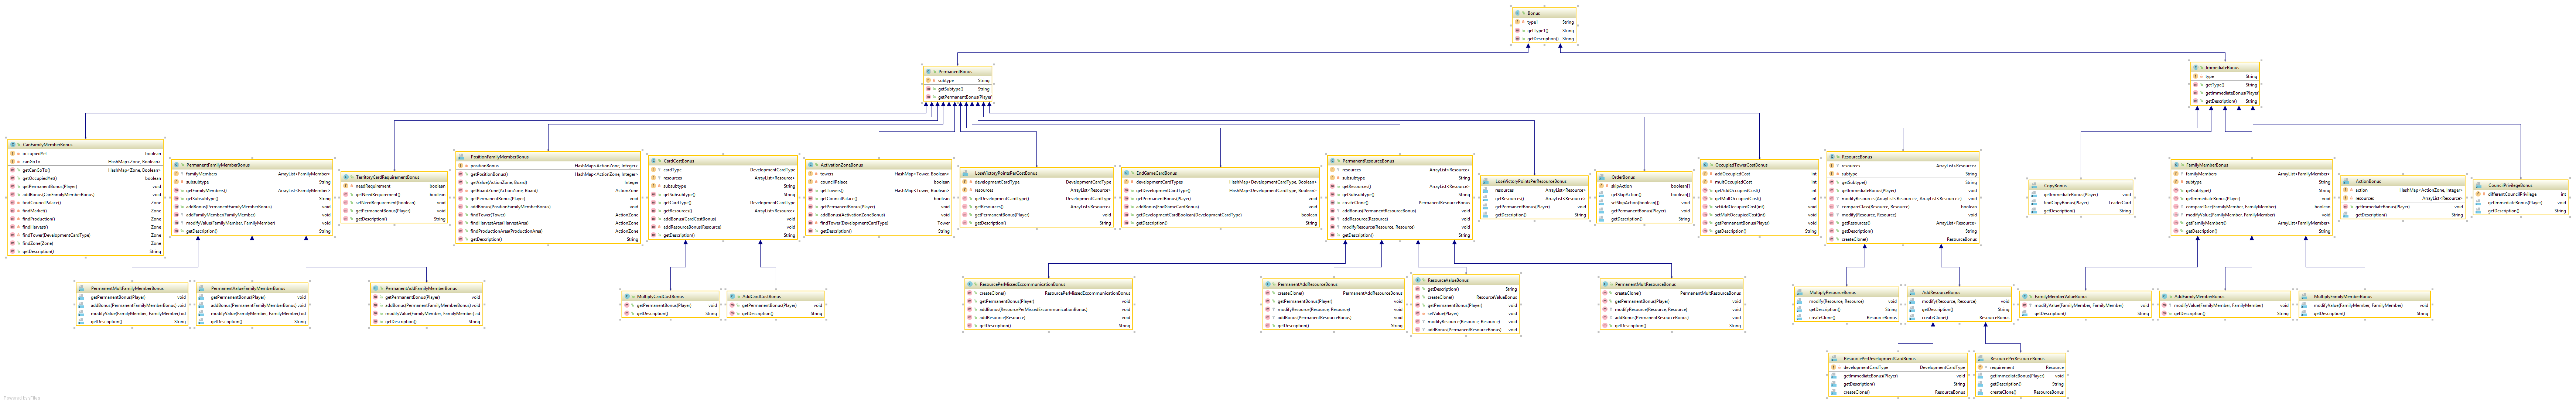 Bonus
type1 String
getType1() String
getDescription() String
PermanentBonus
subtype String
getSubtype() String
getPermanentBonus(Player)
ImmediateBonus
type String
getType() String
getImmediateBonus(Player)
getDescription() String
CanFamilyMemberBonus
occupiedYet boolean
canGoTo HashMap<Zone, Boolean>
getCanGoTo() HashMap<Zone, Boolean>
getOccupiedYet() boolean
getPermanentBonus(Player) void
addBonus(CanFamilyMemberBonus) void
findCouncilPalace() Zone
findMarket() Zone
findProduction() Zone
findHarvest() Zone
findTower(DevelopmentCardType) Zone
findZone(Zone) Zone
getDescription() String
PermanentFamilyMemberBonus
familyMembers ArrayList<FamilyMember>
subsubtype String
getFamilyMembers() ArrayList<FamilyMember>
getSubsubtype() String
addBonus(PermanentFamilyMemberBonus) void
addFamilyMember(FamilyMember) void
modifyValue(FamilyMember, FamilyMember) void
getDescription() String
TerritoryCardRequirementBonus
needRequirement boolean
getNeedRequirement() boolean
setNeedRequirement(boolean) void
getPermanentBonus(Player) void
getDescription() String
PositionFamilyMemberBonus
positionBonus HashMap<ActionZone, Integer>
getPositionBonus() HashMap<ActionZone, Integer>
getValue(ActionZone, Board) Integer
getBoardZone(ActionZone, Board) ActionZone
getPermanentBonus(Player) void
addBonus(PositionFamilyMemberBonus) void
findTower(Tower) ActionZone
findHarvestArea(HarvestArea) ActionZone
findProductionArea(ProductionArea) ActionZone
getDescription() String
CardCostBonus
cardType DevelopmentCardType
resources ArrayList<Resource>
subsubtype String
getSubsubtype() String
getCardType() DevelopmentCardType
getResources() ArrayList<Resource>
addBonus(CardCostBonus) void
addResourceBonus(Resource) void
getDescription() String
ActivationZoneBonus
towers HashMap<Tower, Boolean>
councilPalace boolean
getTowers() HashMap<Tower, Boolean>
getCouncilPalace() boolean
getPermanentBonus(Player) void
addBonus(ActivationZoneBonus) void
findTower(DevelopmentCardType) Tower
getDescription() String
LoseVictoryPointsPerCostBonus
developmentCardType DevelopmentCardType
resources ArrayList<Resource>
getDevelopmentCardType() DevelopmentCardType
getResources() ArrayList<Resource>
getPermanentBonus(Player) void
getDescription() String
EndGameCardBonus
developmentCardTypes HashMap<DevelopmentCardType, Boolean>
getDevelopmentCardType() HashMap<DevelopmentCardType, Boolean>
getPermanentBonus(Player) void
addBonus(EndGameCardBonus) void
getDevelopmentCardBoolean(DevelopmentCardType) boolean
getDescription() String
PermanentResourceBonus
resources ArrayList<Resource>
subsubtype String
getResources() ArrayList<Resource>
getSubsubtype() String
createClone() PermanentResourceBonus
addBonus(PermanentResourceBonus) void
addResource(Resource) void
modifyResource(Resource, Resource) void
getDescription() String
LoseVictoryPointsPerResourceBonus
resources ArrayList<Resource>
getResources() ArrayList<Resource>
getPermanentBonus(Player) void
getDescription() String
OrderBonus
skipAction boolean[]
getSkipAction() boolean[]
setSkipAction(boolean[]) void
getPermanentBonus(Player) void
getDescription() String
OccupiedTowerCostBonus
addOccupiedCost int
multOccupiedCost int
getAddOccupiedCost() int
getMultOccupiedCost() int
setAddOccupiedCost(int) void
setMultOccupiedCost(int) void
getPermanentBonus(Player) void
getDescription() String
ResourceBonus
resources ArrayList<Resource>
subtype String
getSubtype() String
getImmediateBonus(Player) void
modifyResources(ArrayList<Resource>, ArrayList<Resource>) void
compareClass(Resource, Resource) boolean
modify(Resource, Resource) void
getResources() ArrayList<Resource>
getDescription() String
createClone() ResourceBonus
CopyBonus
getImmediateBonus(Player) void
findCopyBonus(Player) LeaderCard
getDescription() String
FamilyMemberBonus
familyMembers ArrayList<FamilyMember>
subtype String
getSubtype() String
getImmediateBonus(Player) void
compareDice(FamilyMember, FamilyMember) boolean
modifyValue(FamilyMember, FamilyMember) void
getFamilyMembers() ArrayList<FamilyMember>
getDescription() String
ActionBonus
action HashMap<ActionZone, Integer>
resources ArrayList<Resource>
getImmediateBonus(Player) void
getDescription() String
CouncilPrivilegeBonus
differentCouncilPrivilege int
getImmediateBonus(Player) void
getDescription() String
PermanentMultFamilyMemberBonus
getPermanentBonus(Player) void
addBonus(PermanentFamilyMemberBonus) void
modifyValue(FamilyMember, FamilyMember) void
getDescription() String
PermanentValueFamilyMemberBonus
getPermanentBonus(Player) void
addBonus(PermanentFamilyMemberBonus) void
modifyValue(FamilyMember, FamilyMember) void
getDescription() String
PermanentAddFamilyMemberBonus
getPermanentBonus(Player) void
addBonus(PermanentFamilyMemberBonus) void
modifyValue(FamilyMember, FamilyMember) void
getDescription() String
MultiplyCardCostBonus
getPermanentBonus(Player) void
getDescription() String
AddCardCostBonus
getPermanentBonus(Player) void
getDescription() String
ResourcePerMissedExcommunicationBonus
createClone() ResourcePerMissedExcommunicationBonus
getPermanentBonus(Player) void
addBonus(ResourcePerMissedExcommunicationBonus) void
addResource(Resource) void
getDescription() String
PermanentAddResourceBonus
createClone() PermanentAddResourceBonus
getPermanentBonus(Player) void
modifyResource(Resource, Resource) void
addBonus(PermanentResourceBonus) void
getDescription() String
ResourceValueBonus
getDescription() String
createClone() ResourceValueBonus
getPermanentBonus(Player) void
setValue(Player) void
modifyResource(Resource, Resource) void
addBonus(PermanentResourceBonus) void
PermanentMultResourceBonus
createClone() PermanentMultResourceBonus
getPermanentBonus(Player) void
modifyResource(Resource, Resource) void
addBonus(PermanentResourceBonus) void
getDescription() String
MultiplyResourceBonus
modify(Resource, Resource) void
getDescription() String
createClone() ResourceBonus
AddResourceBonus
modify(Resource, Resource) void
getDescription() String
createClone() ResourceBonus
FamilyMemberValueBonus
modifyValue(FamilyMember, FamilyMember) void
getDescription() String
AddFamilyMemberBonus
modifyValue(FamilyMember, FamilyMember) void
getDescription() String
MultiplyFamilyMemberBonus
modifyValue(FamilyMember, FamilyMember) void
getDescription() String
ResourcePerDevelopmentCardBonus
developmentCardType DevelopmentCardType
getImmediateBonus(Player) void
getDescription() String
createClone() ResourceBonus
ResourcePerResourceBonus
requirement Resource
getImmediateBonus(Player) void
getDescription() String
createClone() ResourceBonus
Powered by yFiles